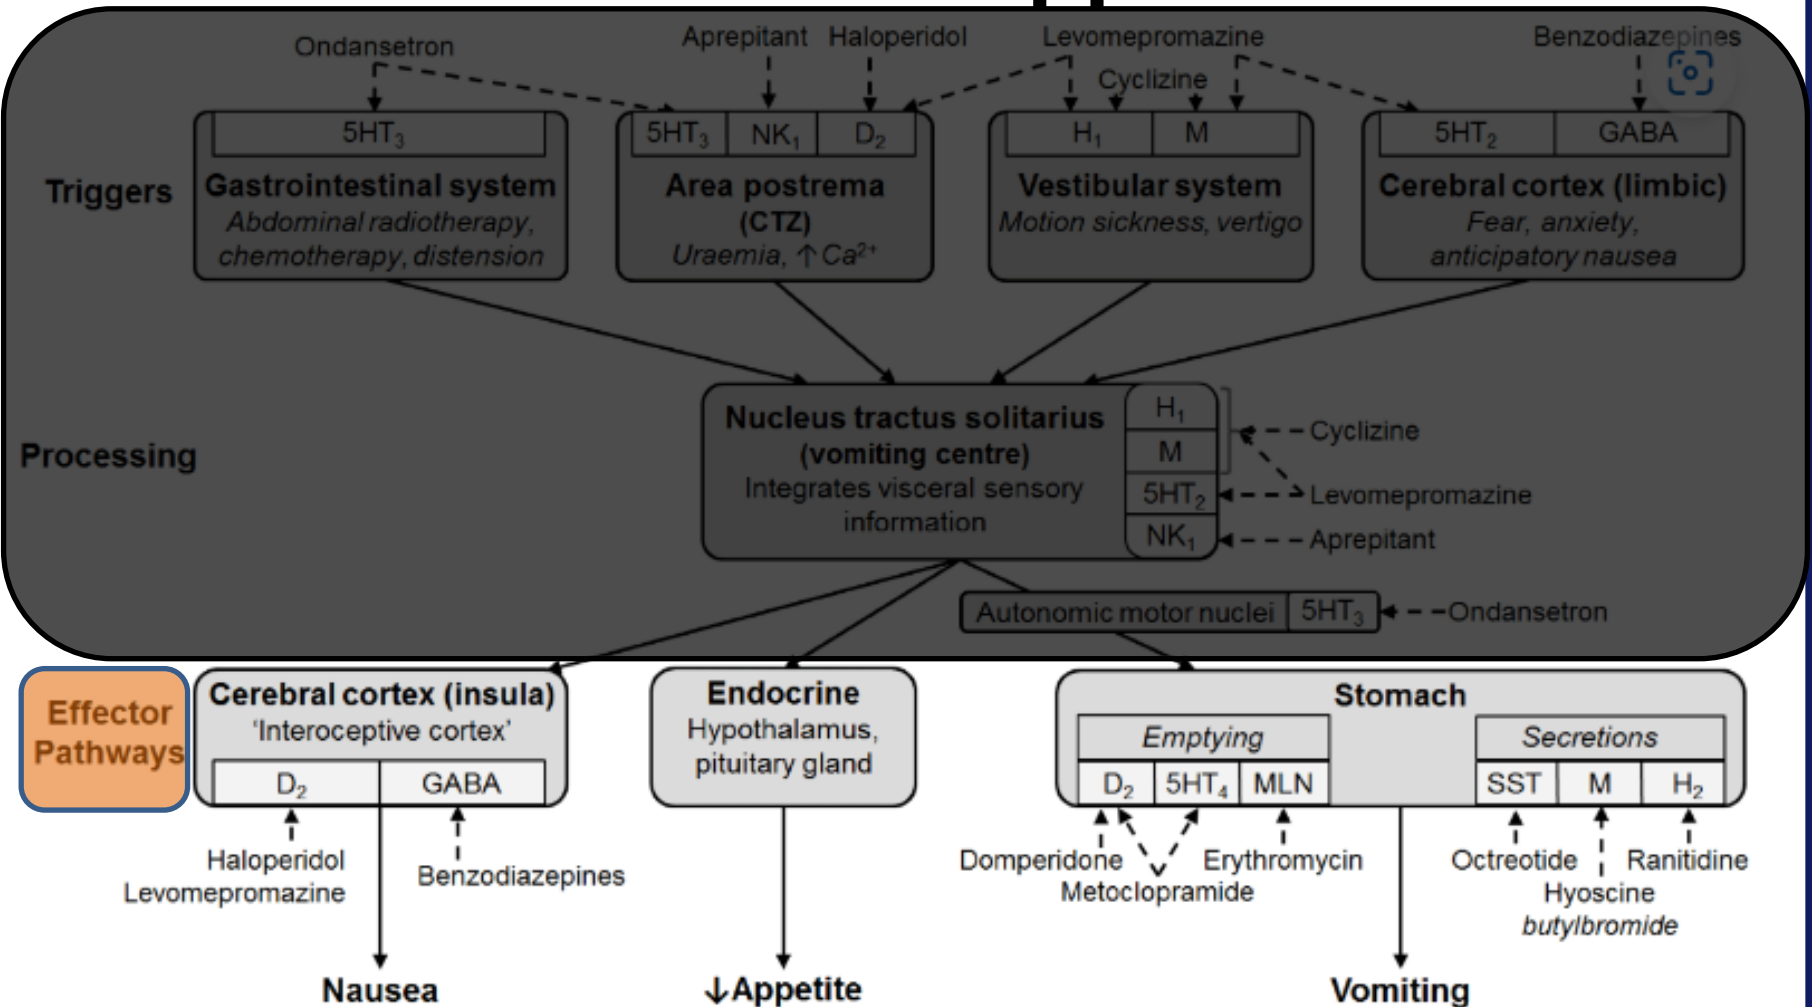 Ondansetron
Aprepitant
Haloperidol
Levomepromazine
Benzodiazepines
Cyclizine
5HT3
5HT3
NK1
D2
H1
M
5HT2
GABA
Triggers
Gastrointestinal system
Abdominal radiotherapy,
chemotherapy, distension
Area postrema
(CTZ)
Uraemia, ↑Ca2+
Vestibular system
Motion sickness, vertigo
Cerebral cortex (limbic)
Fear, anxiety,
anticipatory nausea
Processing
Nucleus tractus solitarius
(vomiting centre)
Integrates visceral sensory
information
H1
M
5HT2
NK1
Cyclizine
Levomepromazine
Aprepitant
Autonomic motor nuclei
5HT3
Ondansetron
Effector
Pathways
Cerebral cortex (insula)
'Interoceptive cortex'
D2
GABA
Haloperidol
Levomepromazine
Benzodiazepines
Endocrine
Hypothalamus,
pituitary gland
Stomach
Emptying
D2
5HT4
MLN
Secretions
SST
M
H2
Domperidone
Metoclopramide
Erythromycin
Octreotide
Hyoscine
butylbromide
Ranitidine
Nausea
↓Appetite
Vomiting